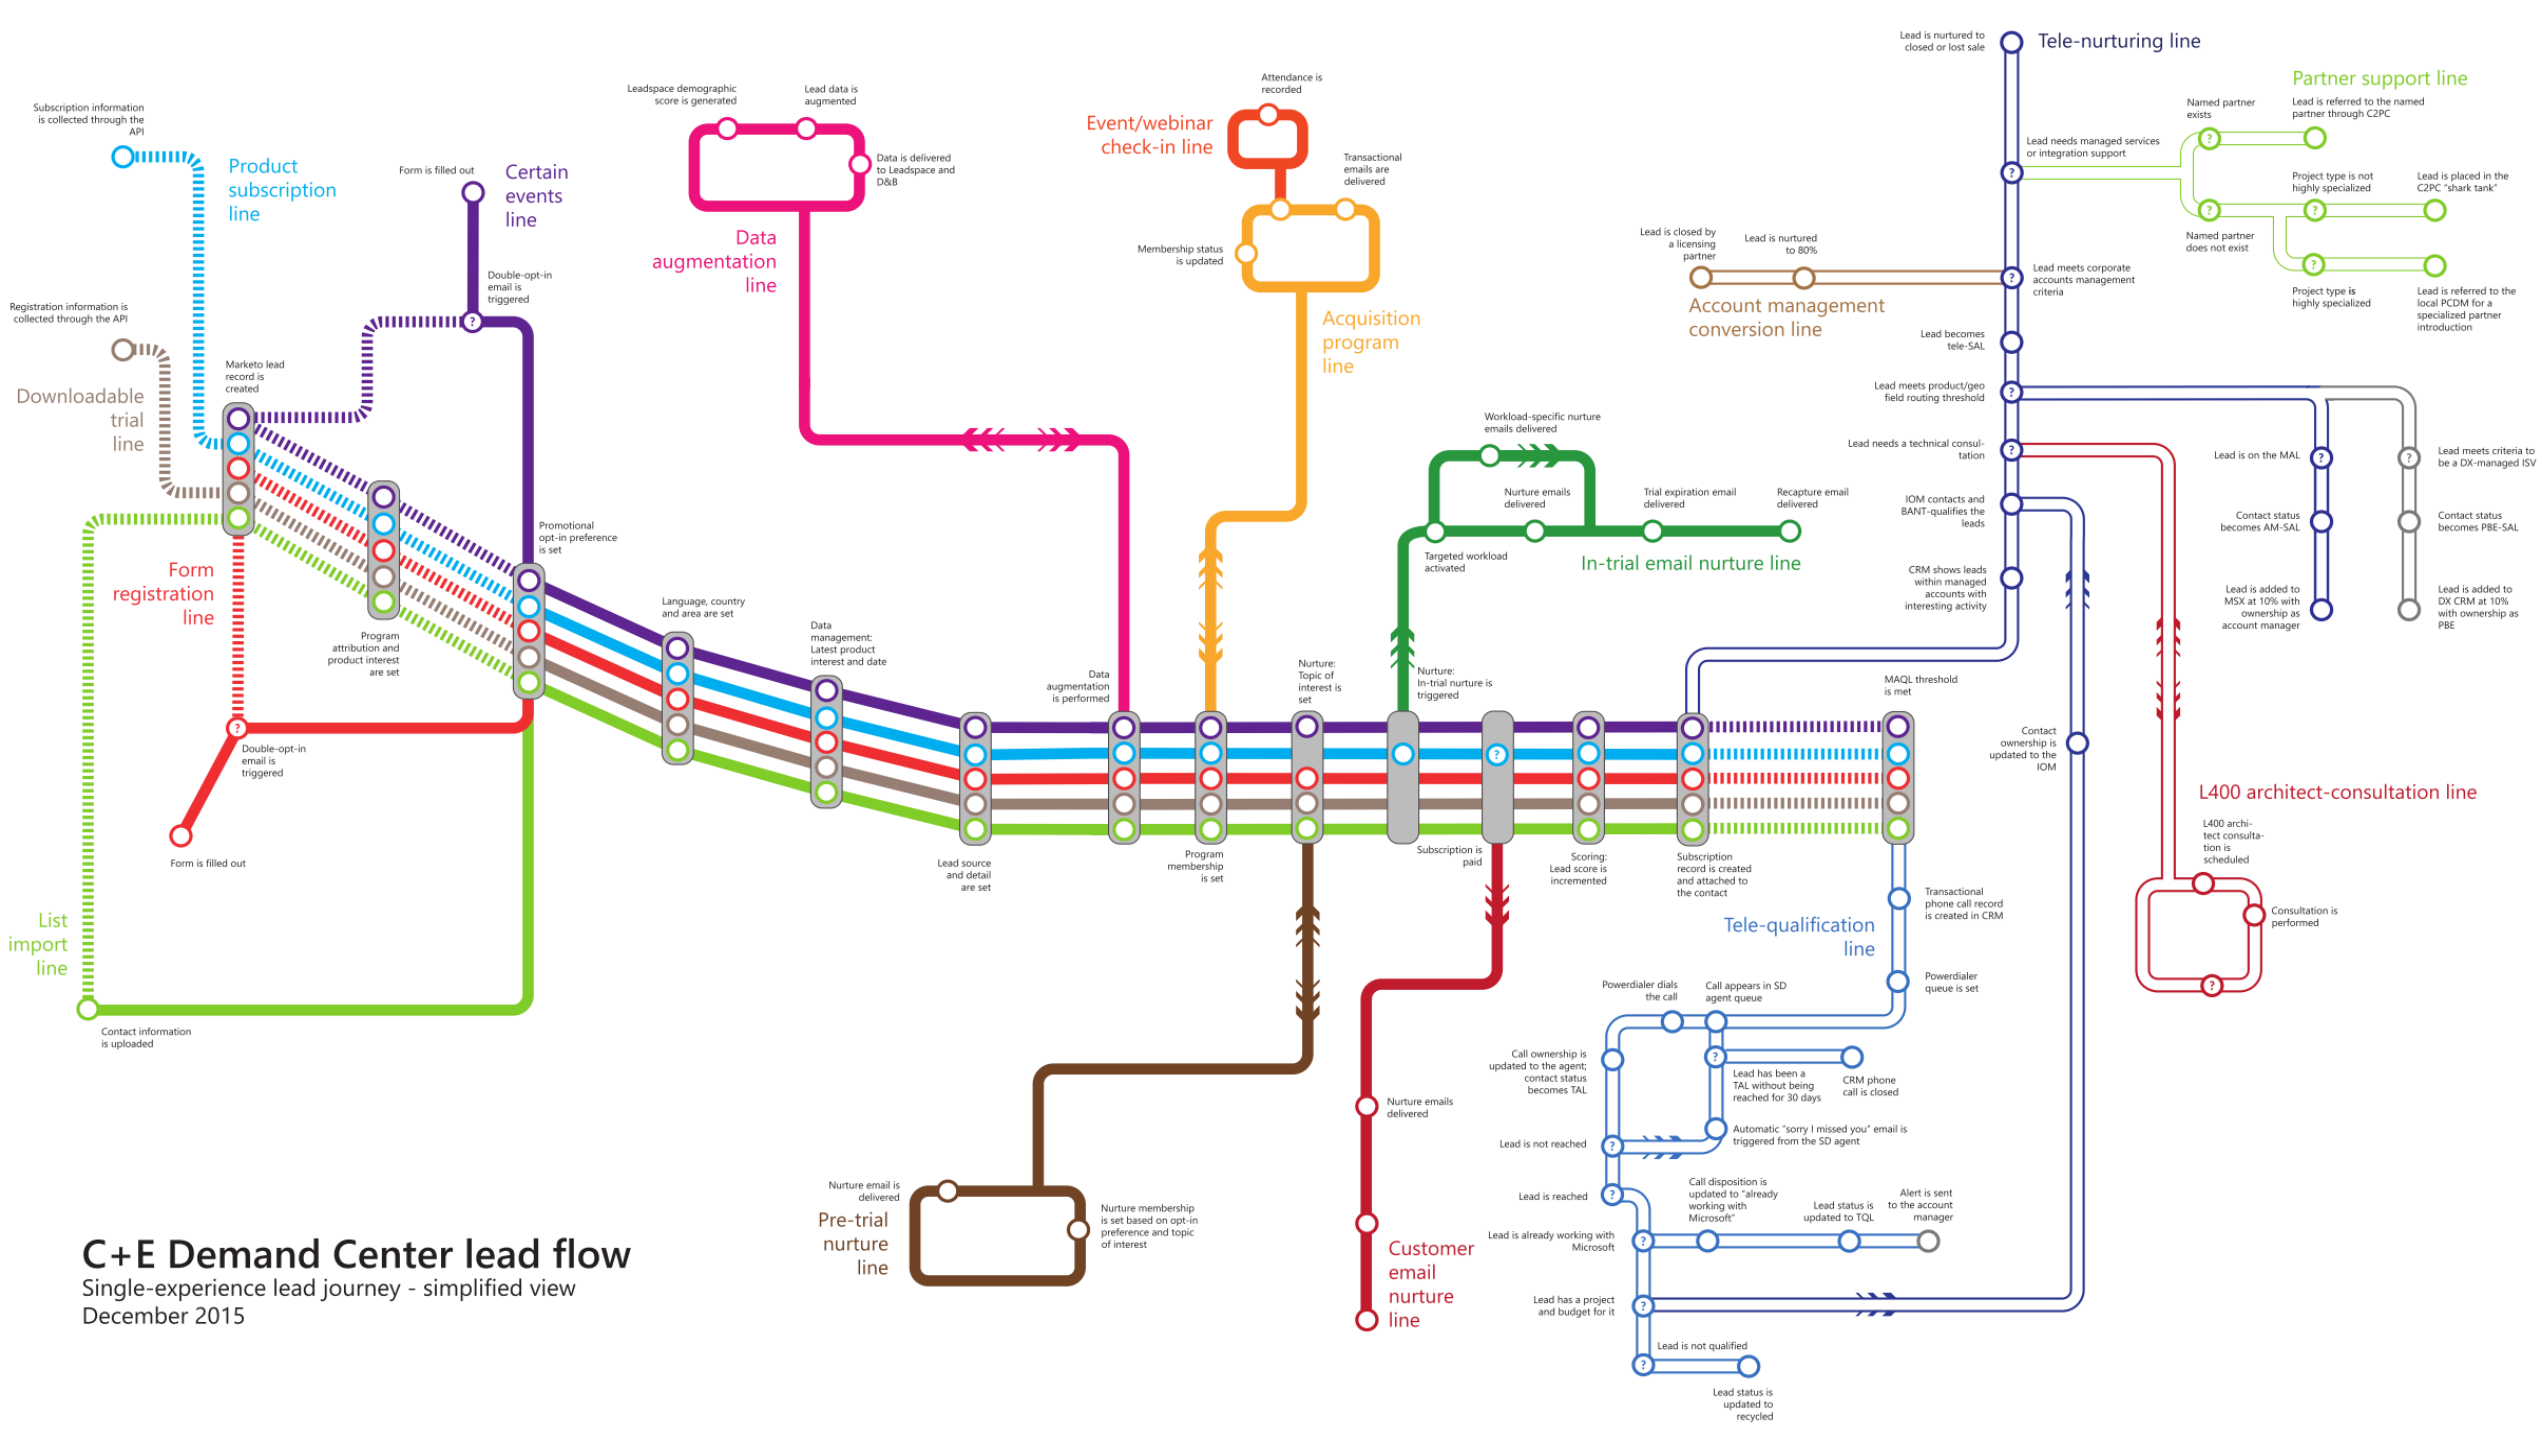 Lead is nurtured to
closed or lost sale
Tele-nurturing line
Partner support line
Named partner
exists
Lead is referred to the named
partner through C2PC
Lead needs managed services
or integration support
Project type is not
highly specialized
Lead is placed in the
C2PC "shark tank"
Named partner
does not exist
Project type is
highly specialized
Lead is referred to the
local PCDM for a
specialized partner
introduction
Lead is closed by
a licensing
partner
Lead is nurtured
to 80%
Lead meets corporate
accounts management
criteria
Account management
conversion line
Lead becomes
tele-SAL
Lead meets product/geo
field routing threshold
Lead needs a technical consul-
tation
IOM contacts and
BANT-qualifies the
leads
CRM shows leads
within managed
accounts with
interesting activity
Lead is on the MAL
Lead meets criteria to
be a DX-managed ISV
Contact status
becomes AM-SAL
Contact status
becomes PBE-SAL
Lead is added to
MSX at 10% with
ownership as
account manager
Lead is added to
DX CRM at 10%
with ownership as
PBE
Subscription information
is collected through the
API
Product
subscription
line
Form is filled out
Certain
events
line
Double-opt-in
email is
triggered
Registration information is
collected through the API
Marketo lead
record is
created
Downloadable
trial
line
Leadspace demographic
score is generated
Lead data is
augmented
Data is delivered
to Leadspace and
D&B
Data
augmentation
line
Attendance is
recorded
Event/webinar
check-in line
Transactional
emails are
delivered
Membership status
is updated
Acquisition
program
line
Workload-specific nurture
emails delivered
Nurture emails
delivered
Trial expiration email
delivered
Recapture email
delivered
Targeted workload
activated
In-trial email nurture line
Form
registration
line
Program
attribution and
product interest
are set
Promotional
opt-in preference
is set
Language, country
and area are set
Data
management:
Latest product
interest and date
Data
augmentation
is performed
Nurture:
Topic of
interest is
set
Nurture:
In-trial nurture is
triggered
MAQL threshold
is met
Double-opt-in
email is
triggered
Form is filled out
Lead source
and detail
are set
Program
membership
is set
Subscription is
paid
Scoring:
Lead score is
incremented
Subscription
record is created
and attached to
the contact
Contact
ownership is
updated to the
IOM
L400 architect-consultation line
L400 archi-
tect consulta-
tion is
scheduled
Consultation is
performed
List
import
line
Contact information
is uploaded
Transactional
phone call record
is created in CRM
Tele-qualification
line
Powerdialer
queue is set
Powerdialer dials
the call
Call appears in SD
agent queue
Call ownership is
updated to the agent;
contact status
becomes TAL
Lead has been a
TAL without being
reached for 30 days
CRM phone
call is closed
Lead is not reached
Automatic "sorry I missed you" email is
triggered from the SD agent
Lead is reached
Call disposition is
updated to "already
working with
Microsoft"
Lead status is
updated to TQL
Alert is sent
to the account
manager
Lead is already working with
Microsoft
Lead has a project
and budget for it
Lead is not qualified
Lead status is
updated to
recycled
Nurture emails
delivered
Customer
email
nurture
line
Nurture email is
delivered
Pre-trial
nurture
line
Nurture membership
is set based on opt-in
preference and topic
of interest
C+E Demand Center lead flow
Single-experience lead journey - simplified view
December 2015